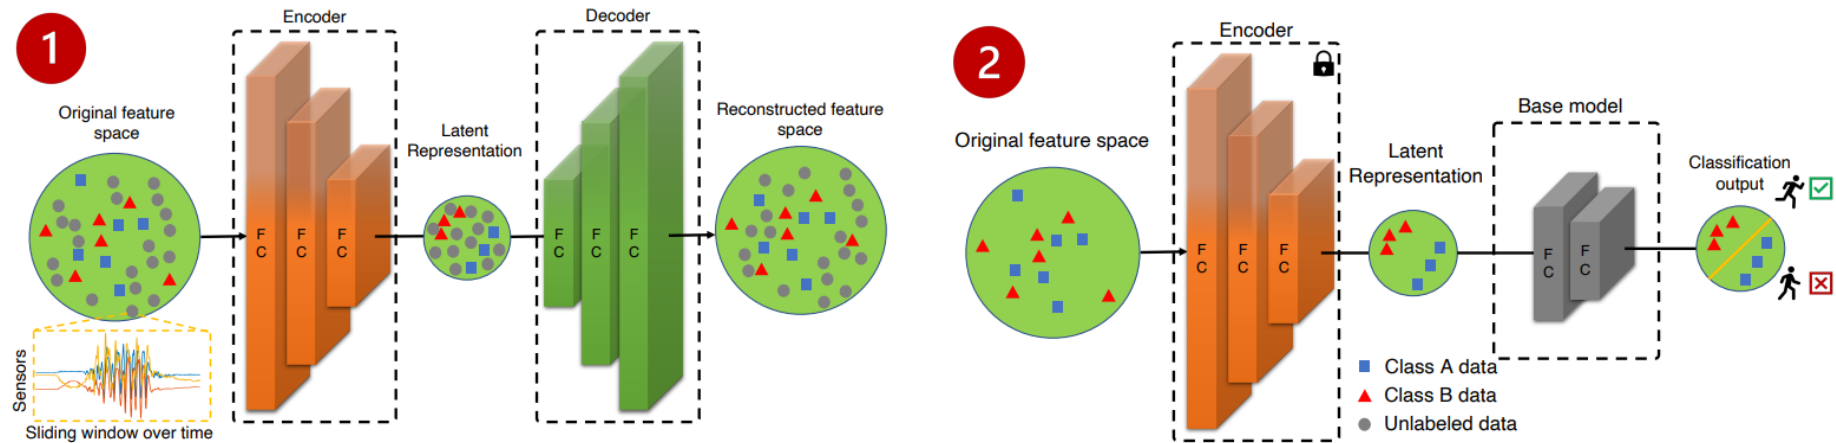 1
Encoder
Decoder
Original feature
space
Latent
Representation
Reconstructed feature
space
F
C
F
C
F
C
F
C
F
C
F
C
Sensors
Sliding window over time
2
Encoder
Base model
Original feature space
Latent
Representation
Classification
output
F
C
F
C
F
C
F
C
F
C
Class A data
Class B data
Unlabeled data